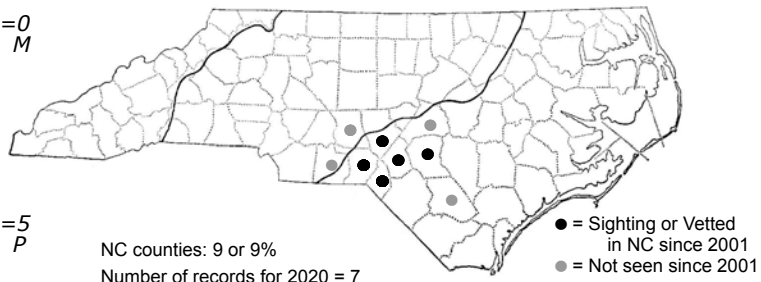 =0
M
=5
P
NC counties: 9 or 9%
Number of records for 2020 = 7
● = Sighting or Vetted
in NC since 2001
● = Not seen since 2001